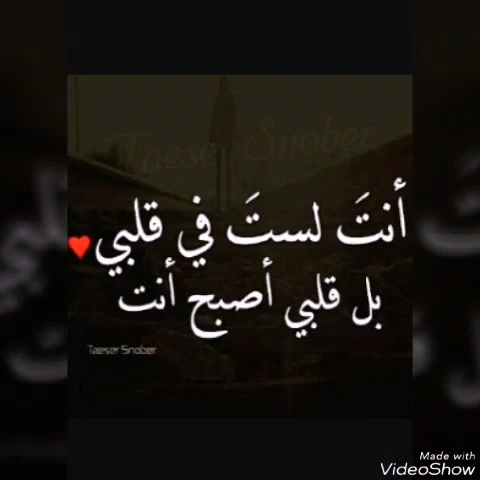 Taeser Snober
أنتَ لستَ في قلبي❤
بل قلبي أصبح أنت
Taeser Snober
Made with
VideoShow